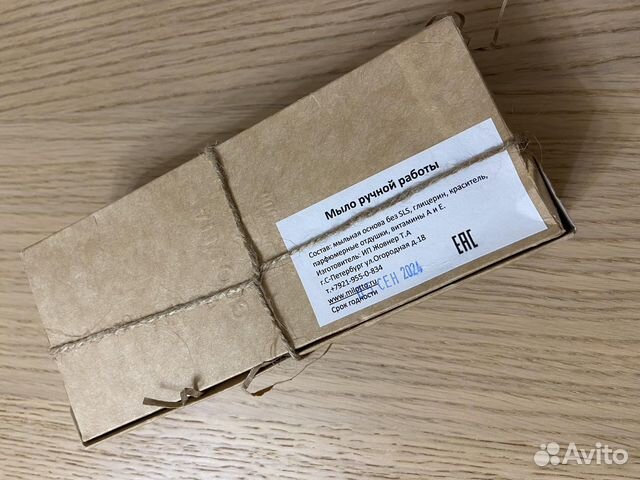 Мыло ручной работы
Состав: мыльная основа без SLS, глицерин, краситель,
парфюмерные отдушки, витамины А и Е.
Изготовитель: ИП Жовнер Т.А
г.С-Петербург ул.Огородная д.18
т.+7921-955-0-834
Срок годности СЕН 2024
EAC
Avito